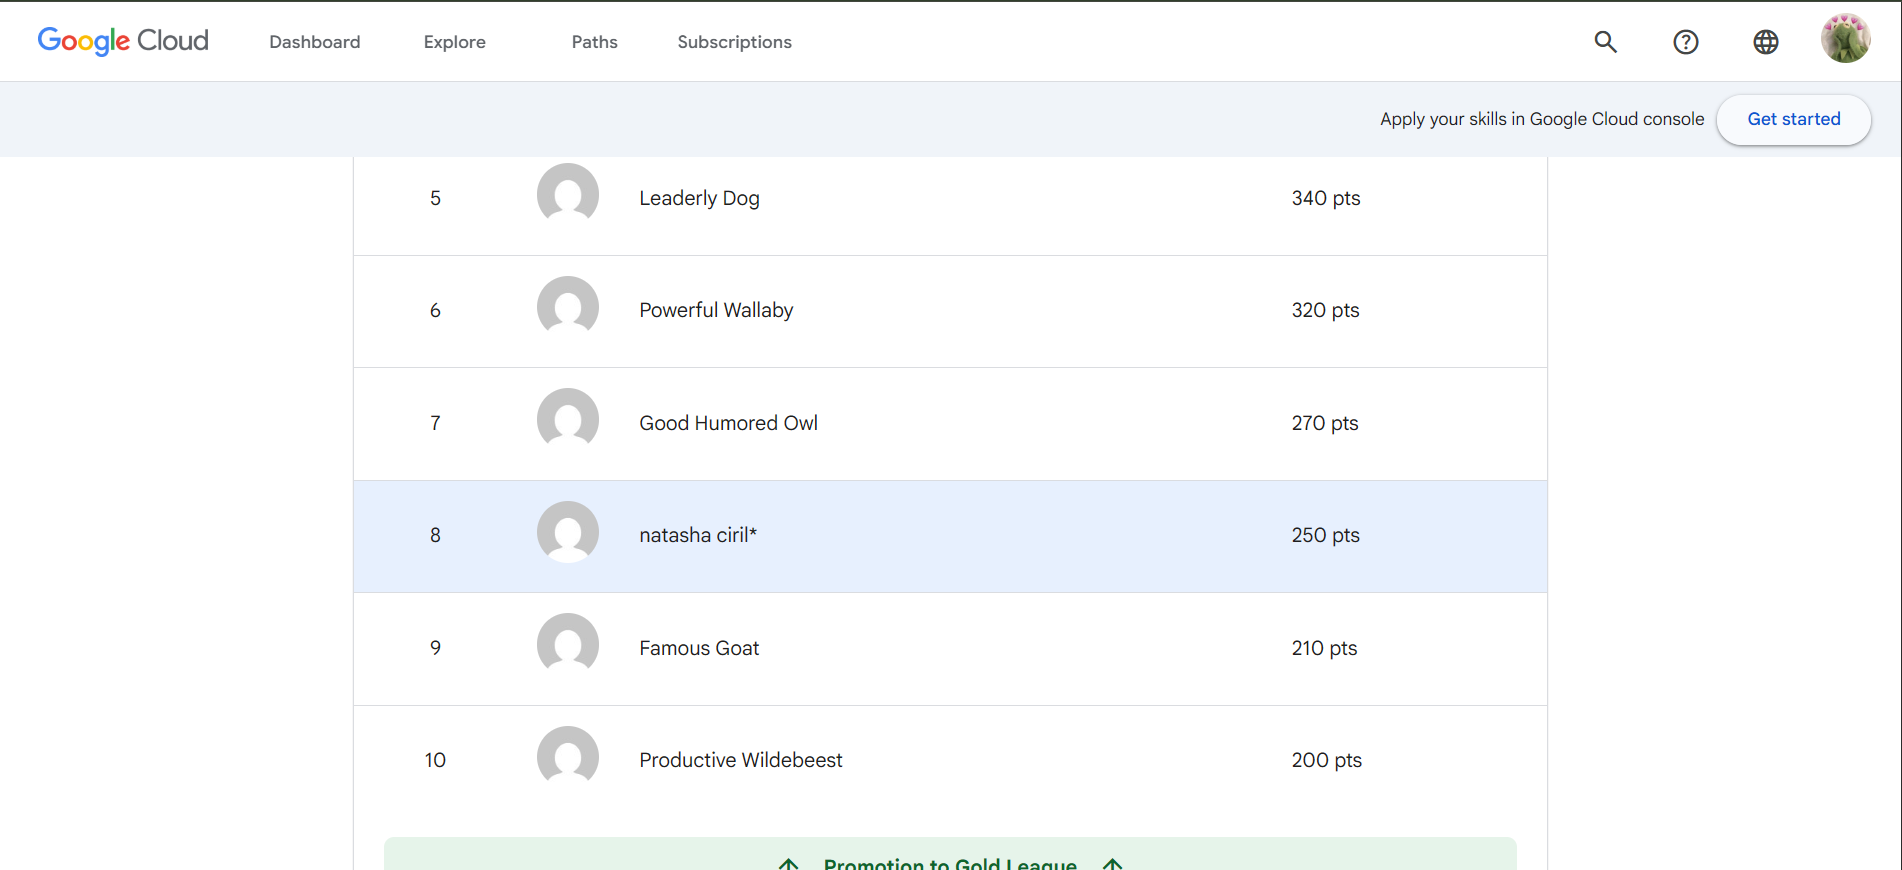 Google Cloud Dashboard Explore Paths Subscriptions
Apply your skills in Google Cloud console Get started
5 Leaderly Dog 340 pts
6 Powerful Wallaby 320 pts
7 Good Humored Owl 270 pts
8 natasha ciril* 250 pts
9 Famous Goat 210 pts
10 Productive Wildebeest 200 pts
Promotion to Gold League